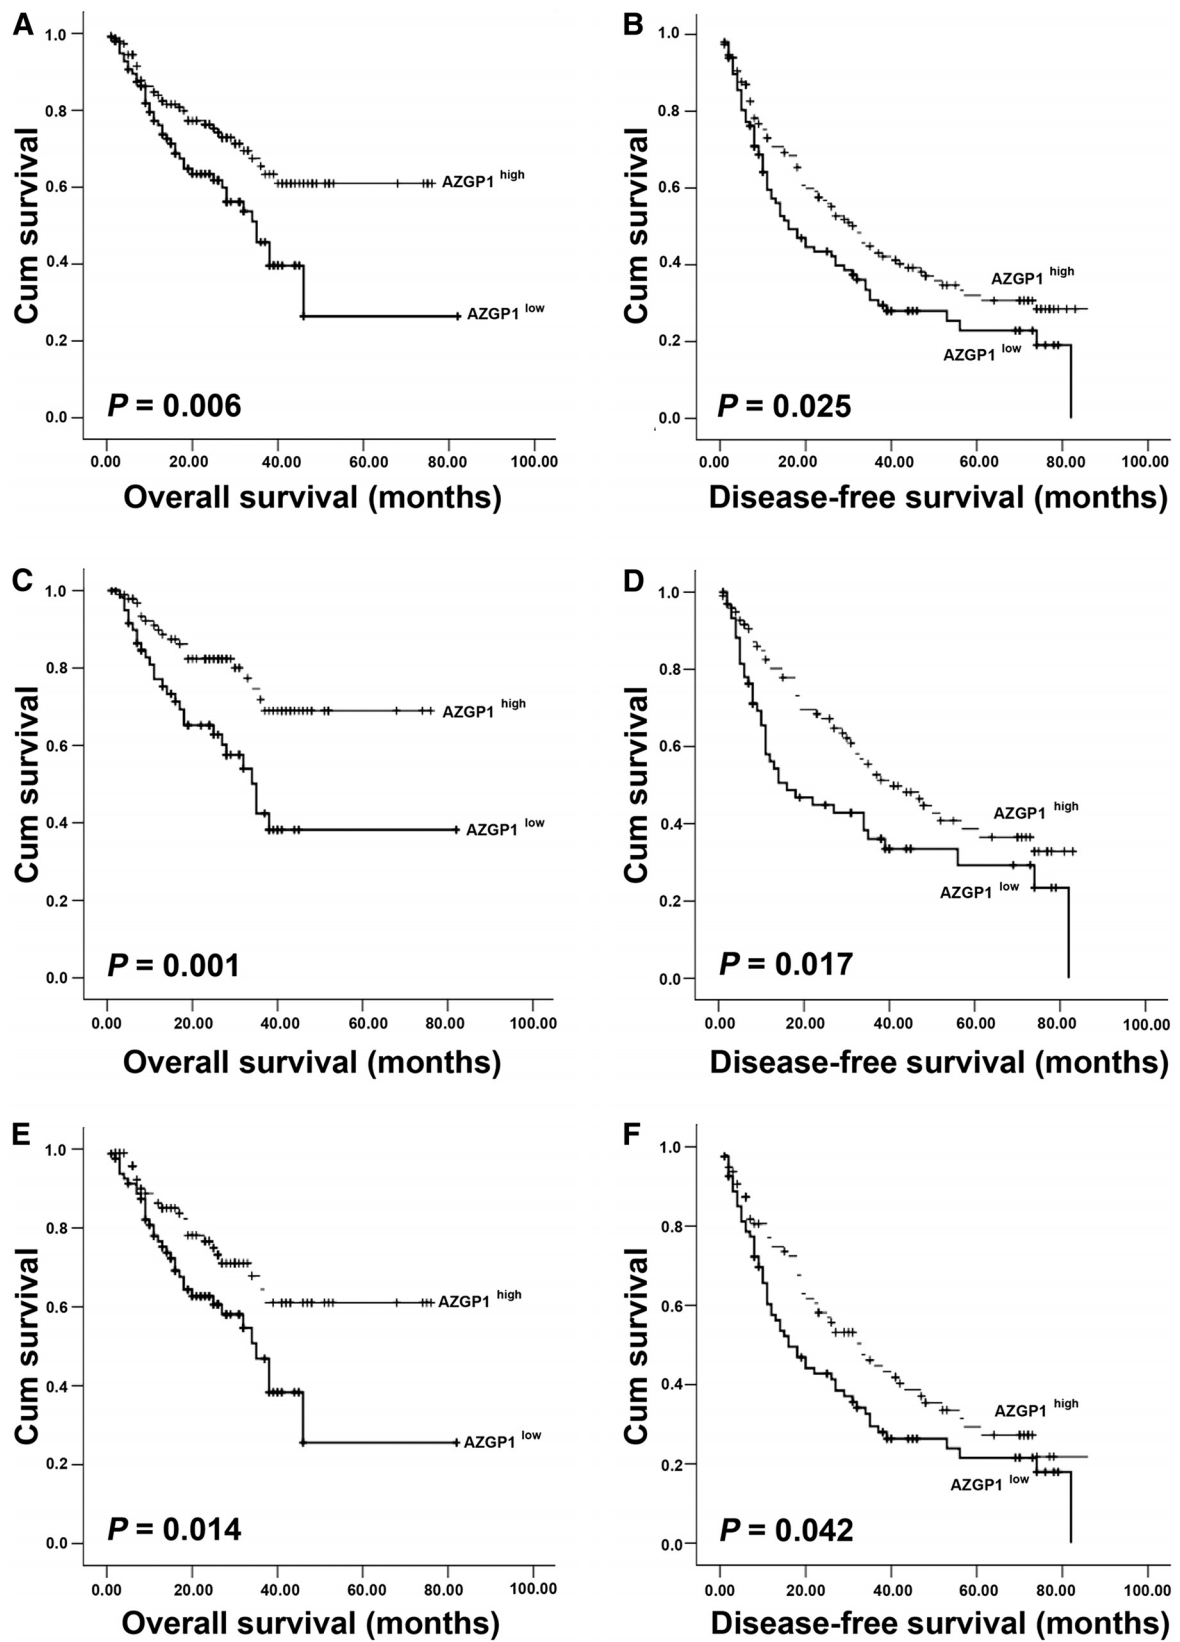 A
Cum survival
1.0
0.8
0.6
0.4
0.2
0.0
AZGP1 high
AZGP1 low
P = 0.006
0.00 20.00 40.00 60.00 80.00 100.00
Overall survival (months)
B
Cum survival
1.0
0.8
0.6
0.4
0.2
0.0
AZGP1 high
AZGP1 low
P = 0.025
0.00 20.00 40.00 60.00 80.00 100.00
Disease-free survival (months)
C
Cum survival
1.0
0.8
0.6
0.4
0.2
0.0
AZGP1 high
AZGP1 low
P = 0.001
0.00 20.00 40.00 60.00 80.00 100.00
Overall survival (months)
D
Cum survival
1.0
0.8
0.6
0.4
0.2
0.0
AZGP1 high
AZGP1 low
P = 0.017
0.00 20.00 40.00 60.00 80.00 100.00
Disease-free survival (months)
E
Cum survival
1.0
0.8
0.6
0.4
0.2
0.0
AZGP1 high
AZGP1 low
P = 0.014
0.00 20.00 40.00 60.00 80.00 100.00
Overall survival (months)
F
Cum survival
1.0
0.8
0.6
0.4
0.2
0.0
AZGP1 high
AZGP1 low
P = 0.042
0.00 20.00 40.00 60.00 80.00 100.00
Disease-free survival (months)